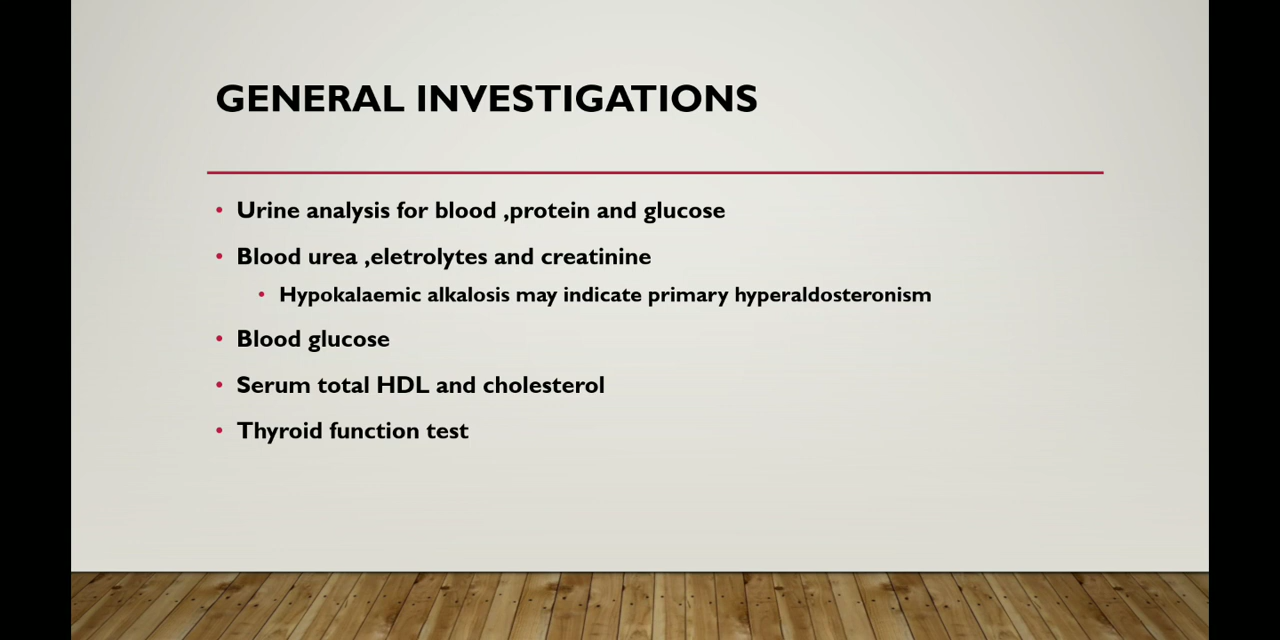 GENERAL INVESTIGATIONS
• Urine analysis for blood ,protein and glucose
• Blood urea ,eletrolytes and creatinine
• Hypokalaemic alkalosis may indicate primary hyperaldosteronism
• Blood glucose
• Serum total HDL and cholesterol
• Thyroid function test